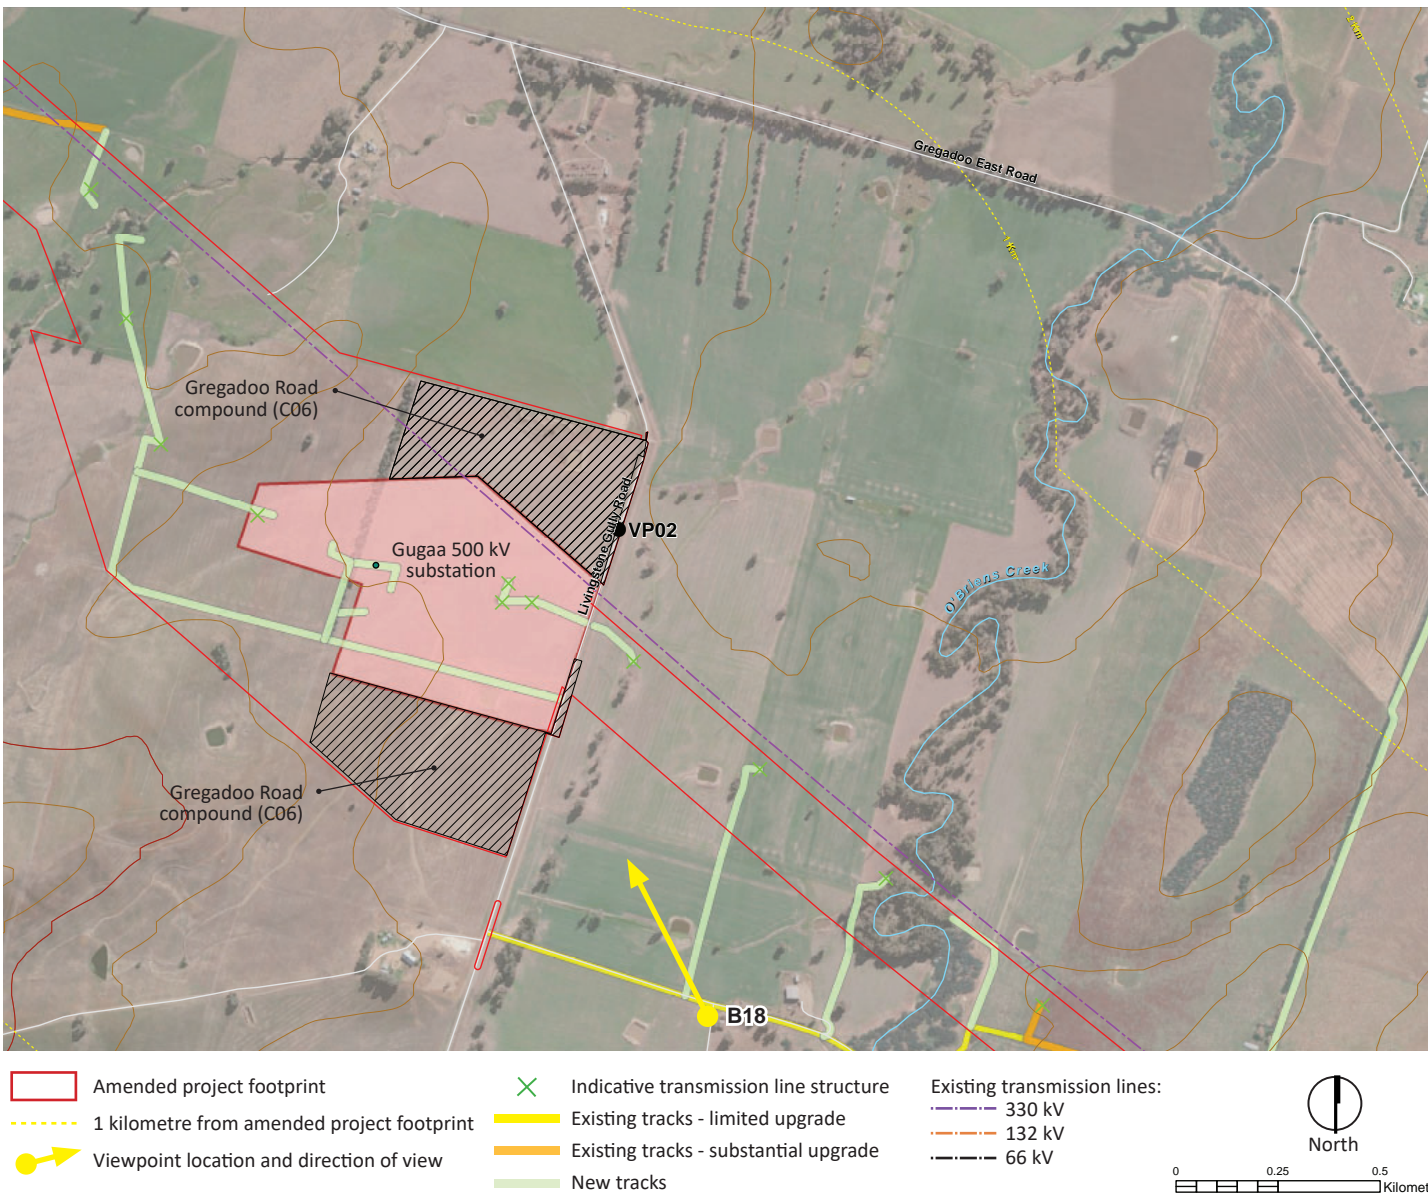 2 Km
Gregadoo East Road
1 Km
Gregadoo Road
compound (C06)
Livingstone Gully Road
VP02
Gugaa 500 kV
substation
O'Briens Creek
Gregadoo Road
compound (C06)
B18
Amended project footprint
1 kilometre from amended project footprint
Viewpoint location and direction of view
Indicative transmission line structure
Existing tracks - limited upgrade
Existing tracks - substantial upgrade
New tracks
Existing transmission lines:
330 kV
132 kV
66 kV
North
0 0.25 0.5
Kilomet